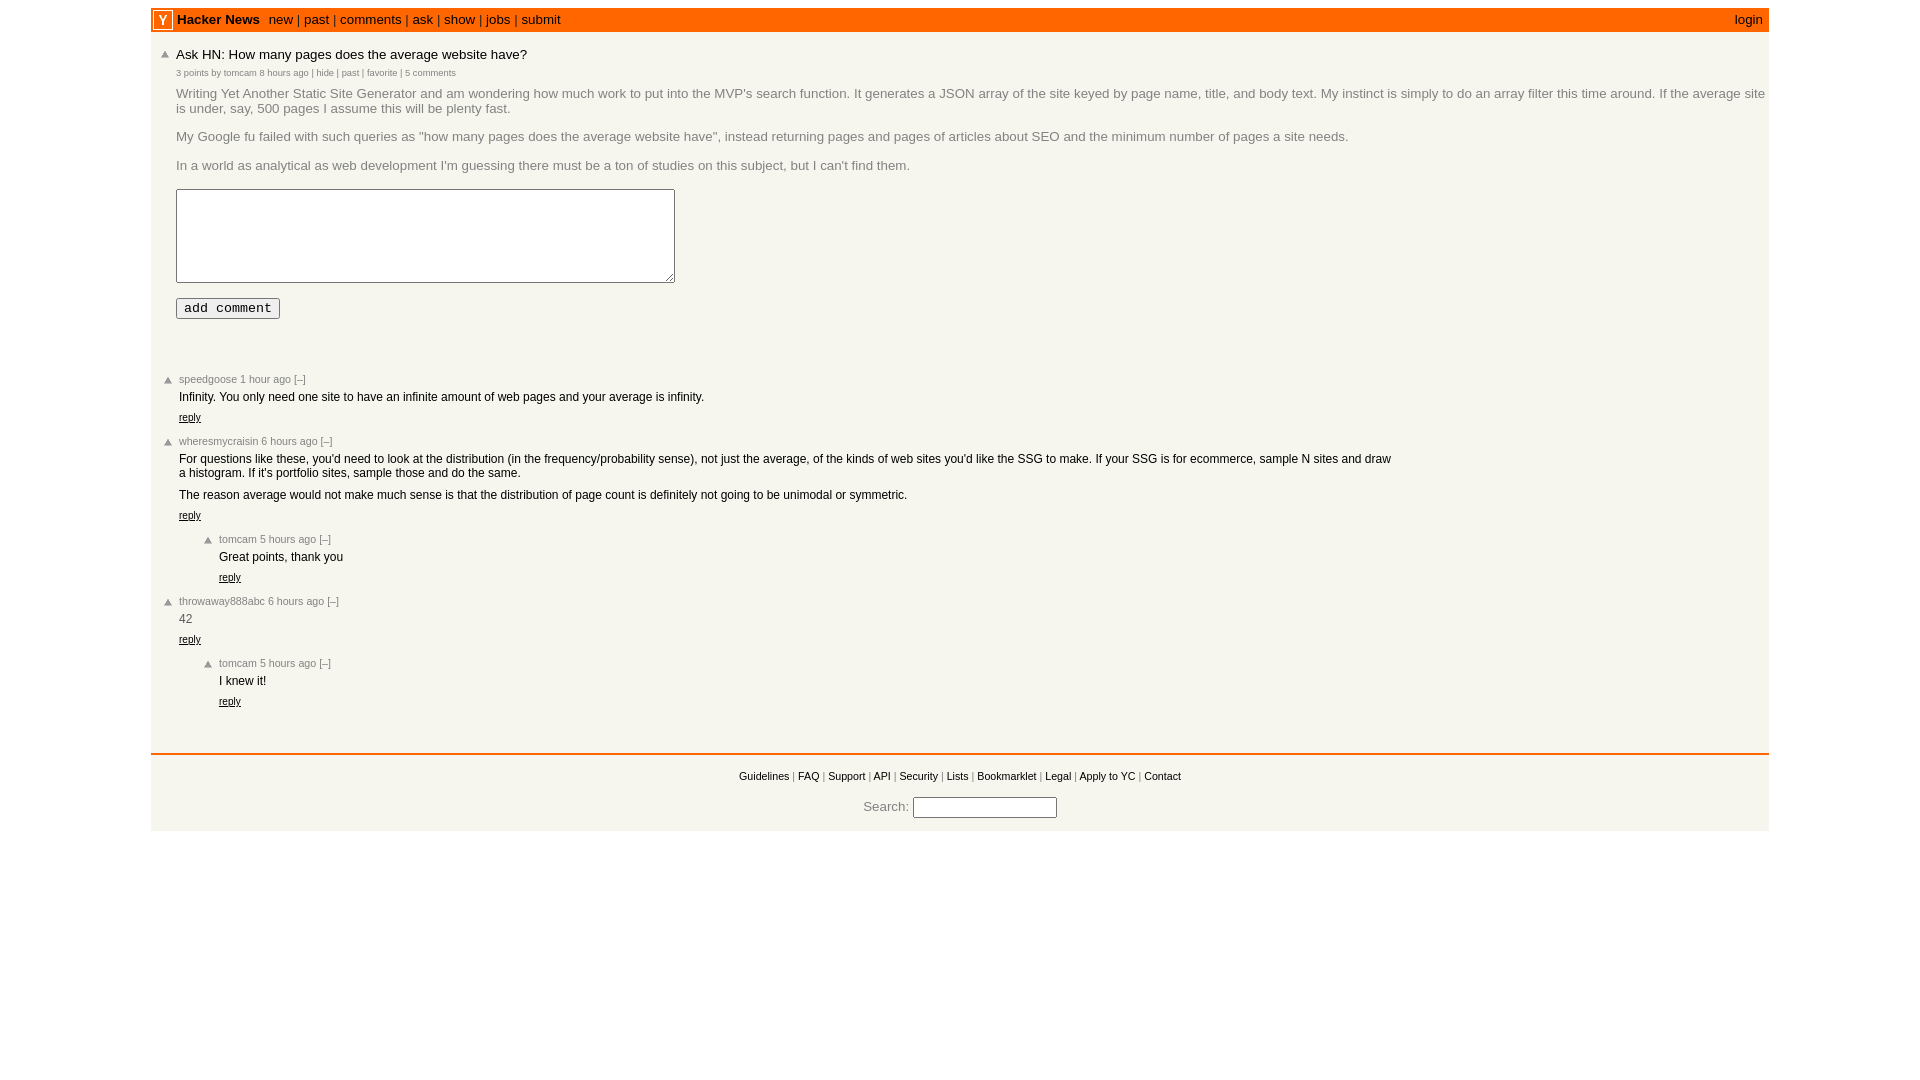 Y Hacker News new | past | comments | ask | show | jobs | submit login
Ask HN: How many pages does the average website have?
3 points by tomcam 8 hours ago | hide | past | favorite | 5 comments
Writing Yet Another Static Site Generator and am wondering how much work to put into the MVP's search function. It generates a JSON array of the site keyed by page name, title, and body text. My instinct is simply to do an array filter this time around. If the average site
is under, say, 500 pages I assume this will be plenty fast.
My Google fu failed with such queries as "how many pages does the average website have", instead returning pages and pages of articles about SEO and the minimum number of pages a site needs.
In a world as analytical as web development I'm guessing there must be a ton of studies on this subject, but I can't find them.
add comment
speedgoose 1 hour ago [–]
Infinity. You only need one site to have an infinite amount of web pages and your average is infinity.
reply
wheresmycraisin 6 hours ago [–]
For questions like these, you'd need to look at the distribution (in the frequency/probability sense), not just the average, of the kinds of web sites you'd like the SSG to make. If your SSG is for ecommerce, sample N sites and draw
a histogram. If it's portfolio sites, sample those and do the same.
The reason average would not make much sense is that the distribution of page count is definitely not going to be unimodal or symmetric.
reply
tomcam 5 hours ago [–]
Great points, thank you
reply
throwaway888abc 6 hours ago [–]
42
reply
tomcam 5 hours ago [–]
I knew it!
reply
Guidelines | FAQ | Support | API | Security | Lists | Bookmarklet | Legal | Apply to YC | Contact
Search: